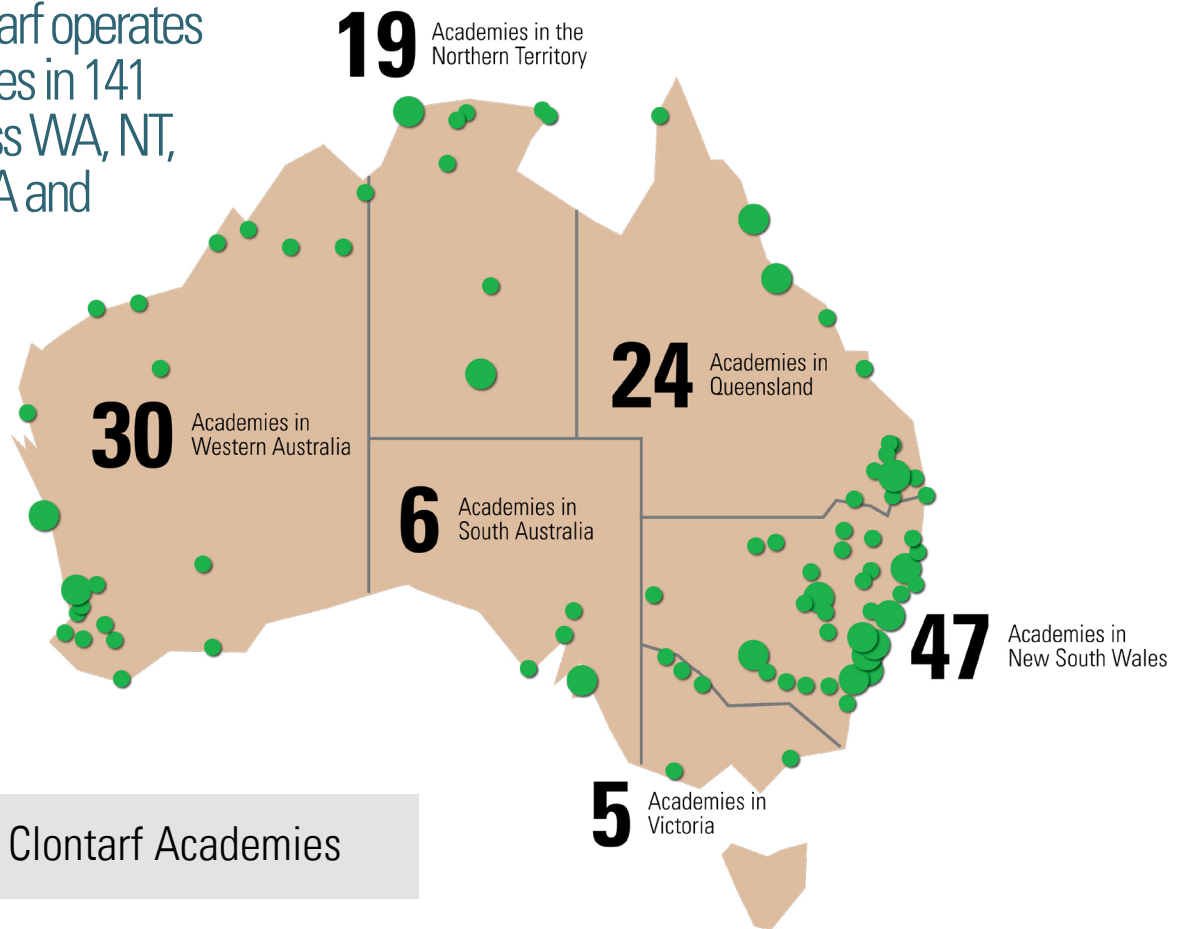 arf operates
es in 141
ss WA, NT,
A and
19 Academies in the
Northern Territory
24 Academies in
Queensland
30 Academies in
Western Australia
6 Academies in
South Australia
47 Academies in
New South Wales
5 Academies in
Victoria
Clontarf Academies